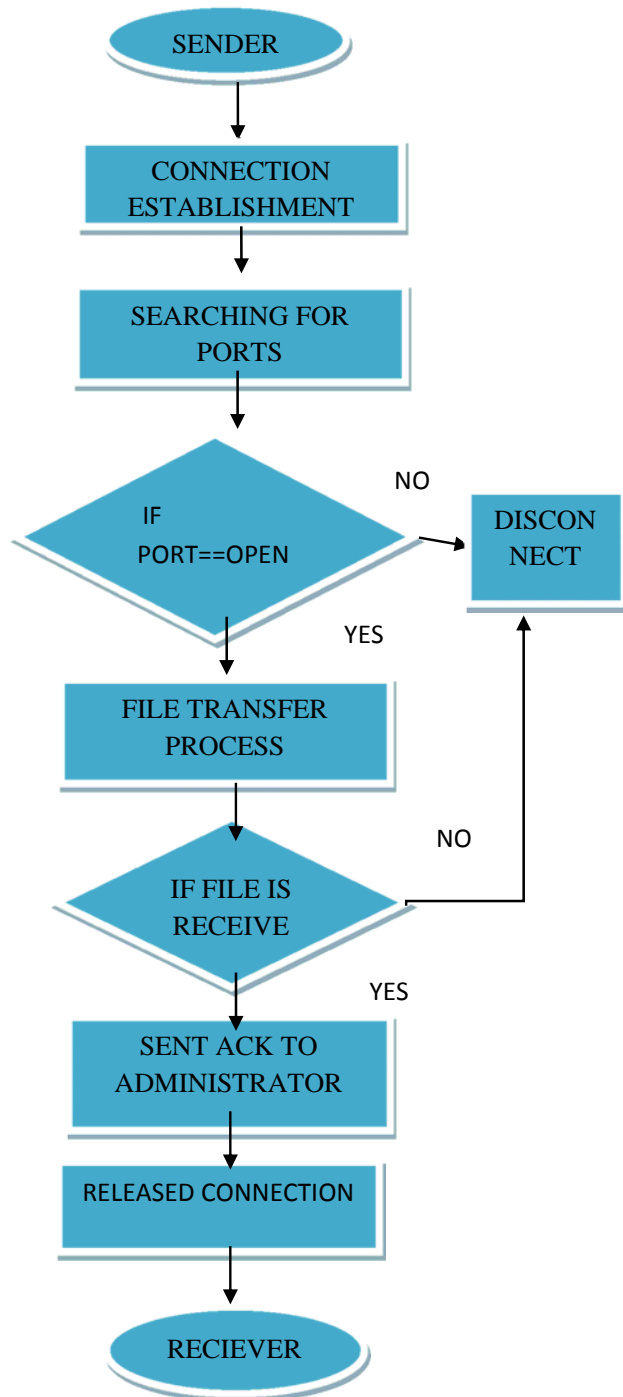 SENDER
CONNECTION
ESTABLISHMENT
SEARCHING FOR
PORTS
NO
IF
PORT==OPEN
DISCON
NECT
YES
FILE TRANSFER
PROCESS
NO
IF FILE IS
RECEIVE
YES
SENT ACK TO
ADMINISTRATOR
RELEASED CONNECTION
RECIEVER